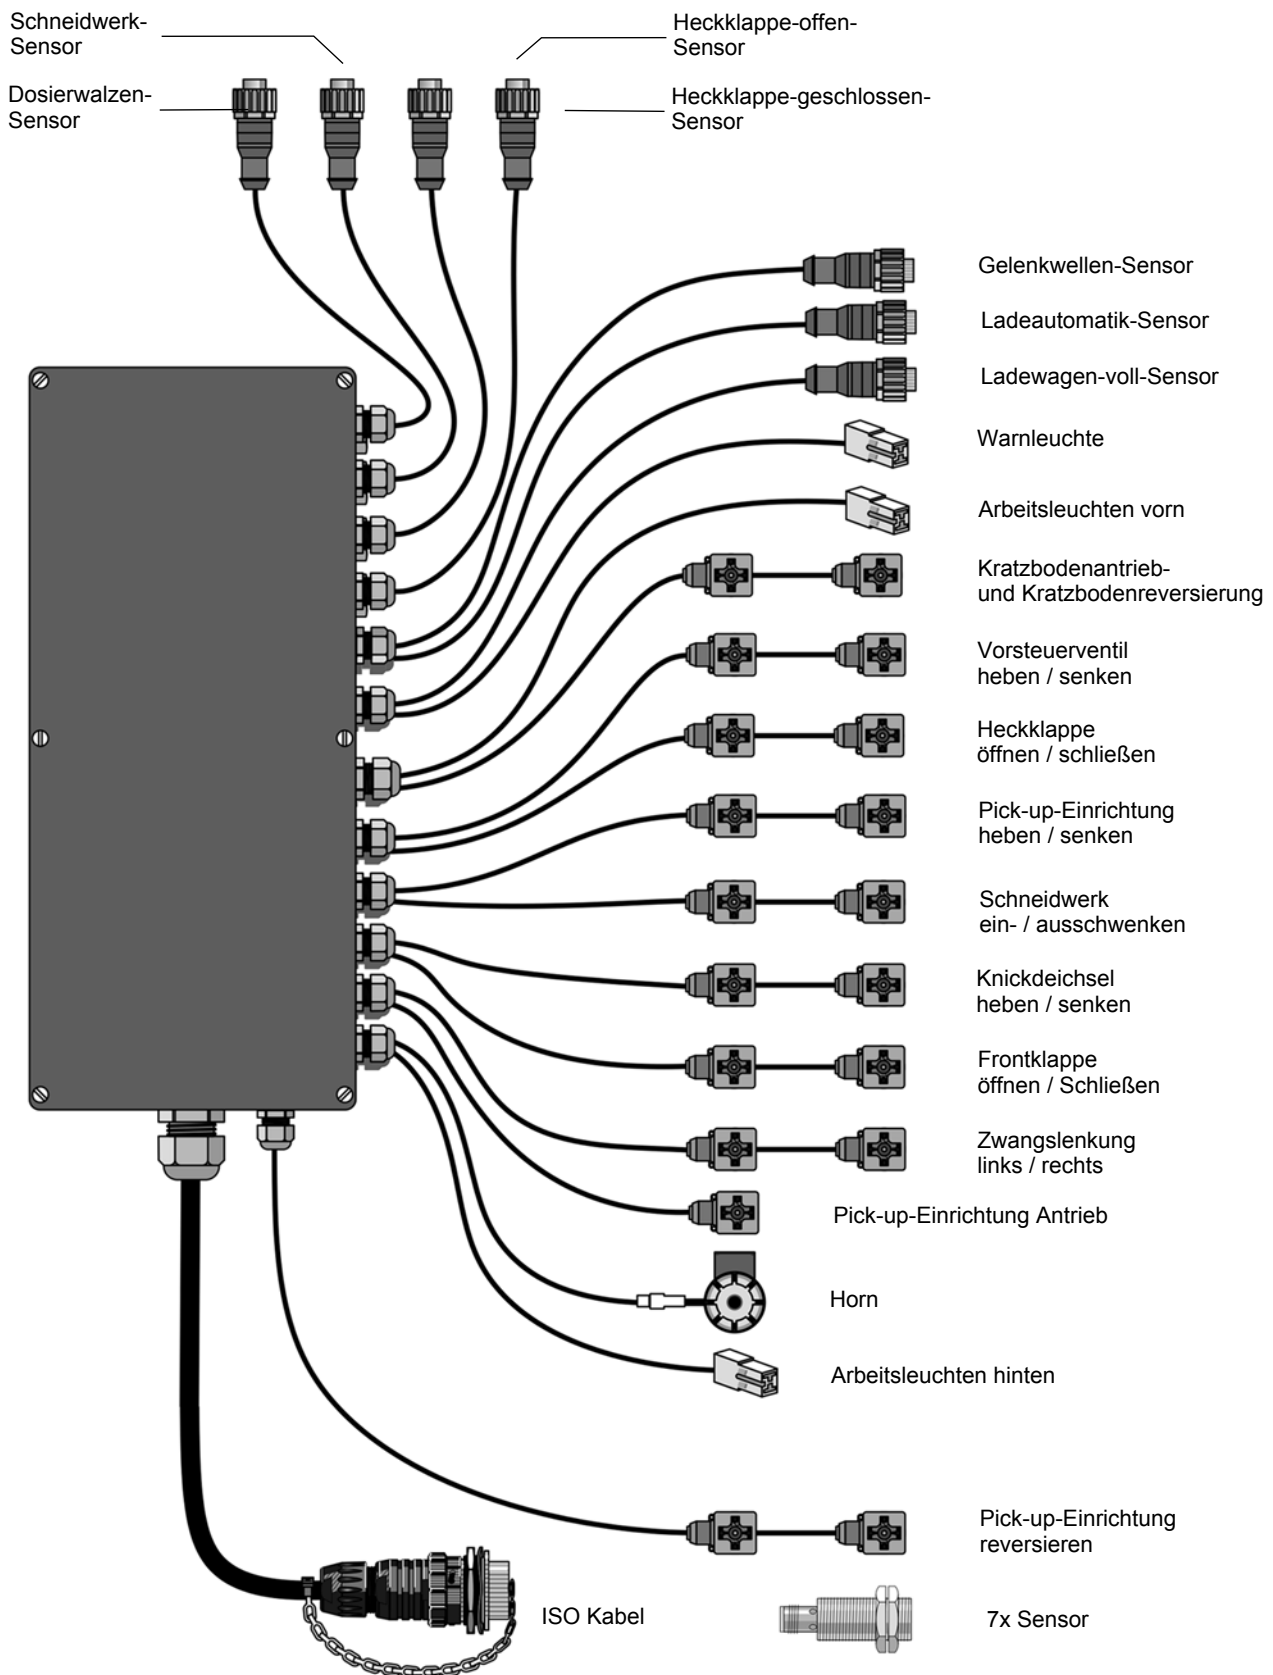 Schneidwerk-
Sensor
Heckklappe-offen-
Sensor
Dosierwalzen-
Sensor
Heckklappe-geschlossen-
Sensor
Gelenkwellen-Sensor
Ladeautomatik-Sensor
Ladewagen-voll-Sensor
Warnleuchte
Arbeitsleuchten vorn
Kratzbodenantrieb-
und Kratzbodenreversierung
Vorsteuerventil
heben / senken
Heckklappe
öffnen / schließen
Pick-up-Einrichtung
heben / senken
Schneidwerk
ein- / ausschwenken
Knickdeichsel
heben / senken
Frontklappe
öffnen / Schließen
Zwangslenkung
links / rechts
Pick-up-Einrichtung Antrieb
Horn
Arbeitsleuchten hinten
Pick-up-Einrichtung
reversieren
ISO Kabel
7x Sensor